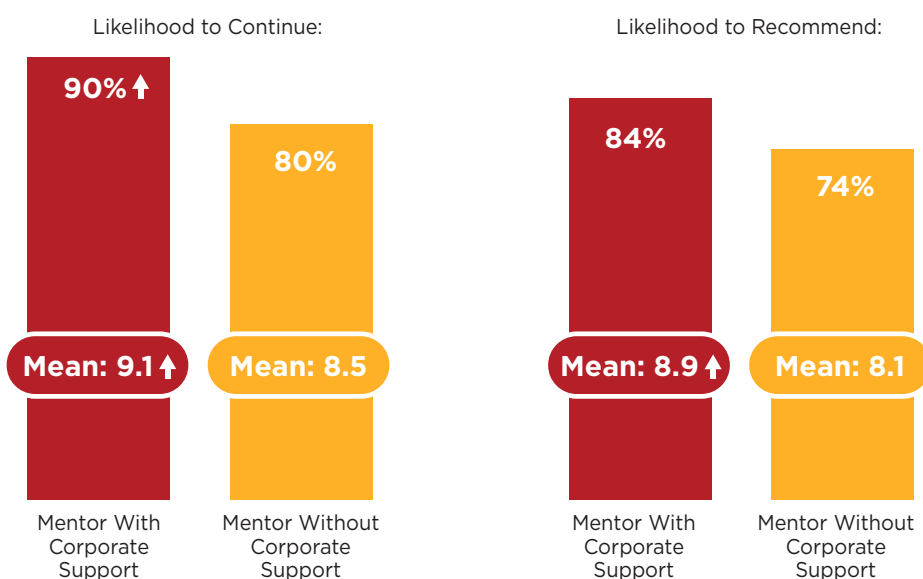 Likelihood to Continue:
90%
80%
Mean: 9.1
Mean: 8.5
Mentor With
Corporate
Support
Mentor Without
Corporate
Support
Likelihood to Recommend:
84%
74%
Mean: 8.9
Mean: 8.1
Mentor With
Corporate
Support
Mentor Without
Corporate
Support